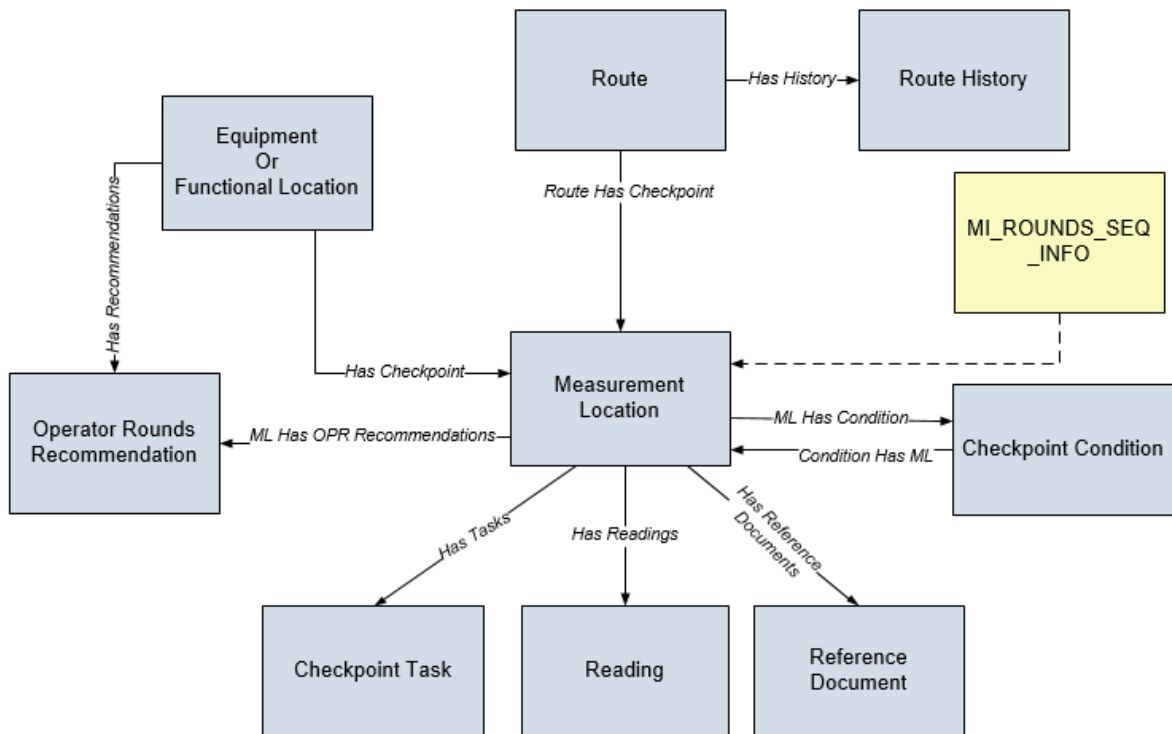 Route
Has History
Route History
Equipment
Or
Functional Location
Has Recommendations
Route Has Checkpoint
MI_ROUNDS_SEQ
_INFO
Has Checkpoint
Measurement
Location
Operator Rounds
Recommendation
ML Has OPR Recommendations
ML Has Condition
Condition Has ML
Checkpoint Condition
Has Tasks
Has Readings
Has Reference
Documents
Checkpoint Task
Reading
Reference
Document